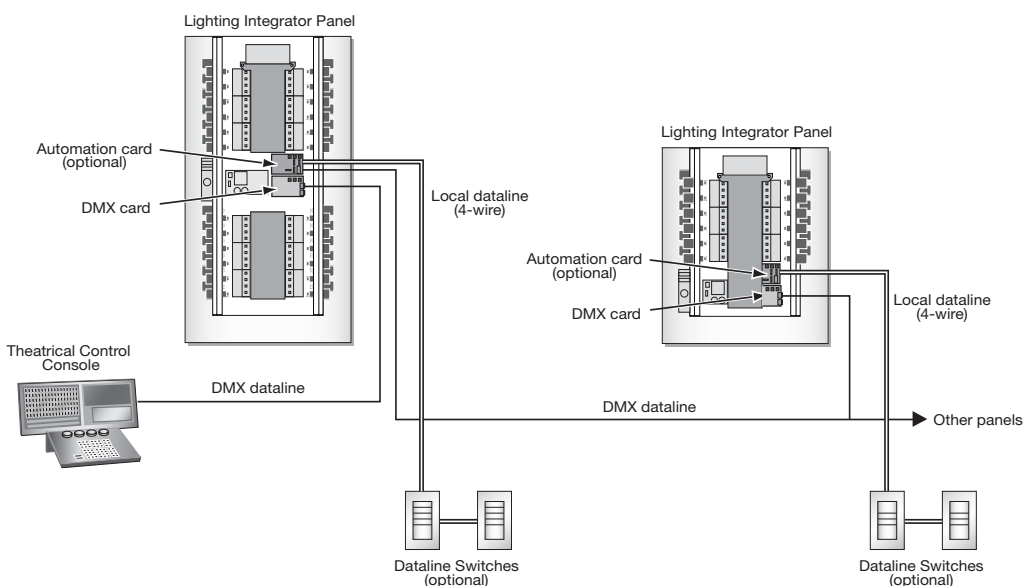 Lighting Integrator Panel
Automation card
(optional)
DMX card
Local dataline
(4-wire)
Lighting Integrator Panel
Automation card
(optional)
DMX card
Local dataline
(4-wire)
Theatrical Control
Console
DMX dataline
DMX dataline
Other panels
Dataline Switches
(optional)
Dataline Switches
(optional)